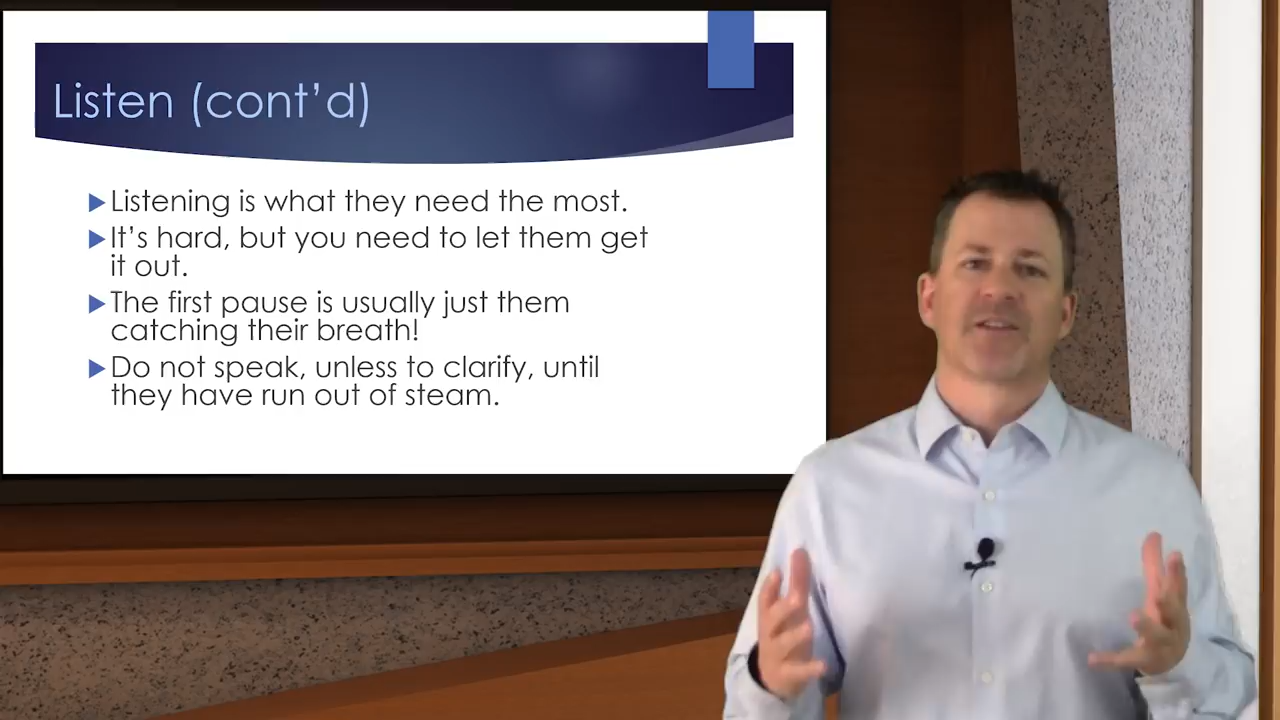 Listen (cont’d)
Listening is what they need the most.
It’s hard, but you need to let them get
it out.
The first pause is usually just them
catching their breath!
Do not speak, unless to clarify, until
they have run out of steam.